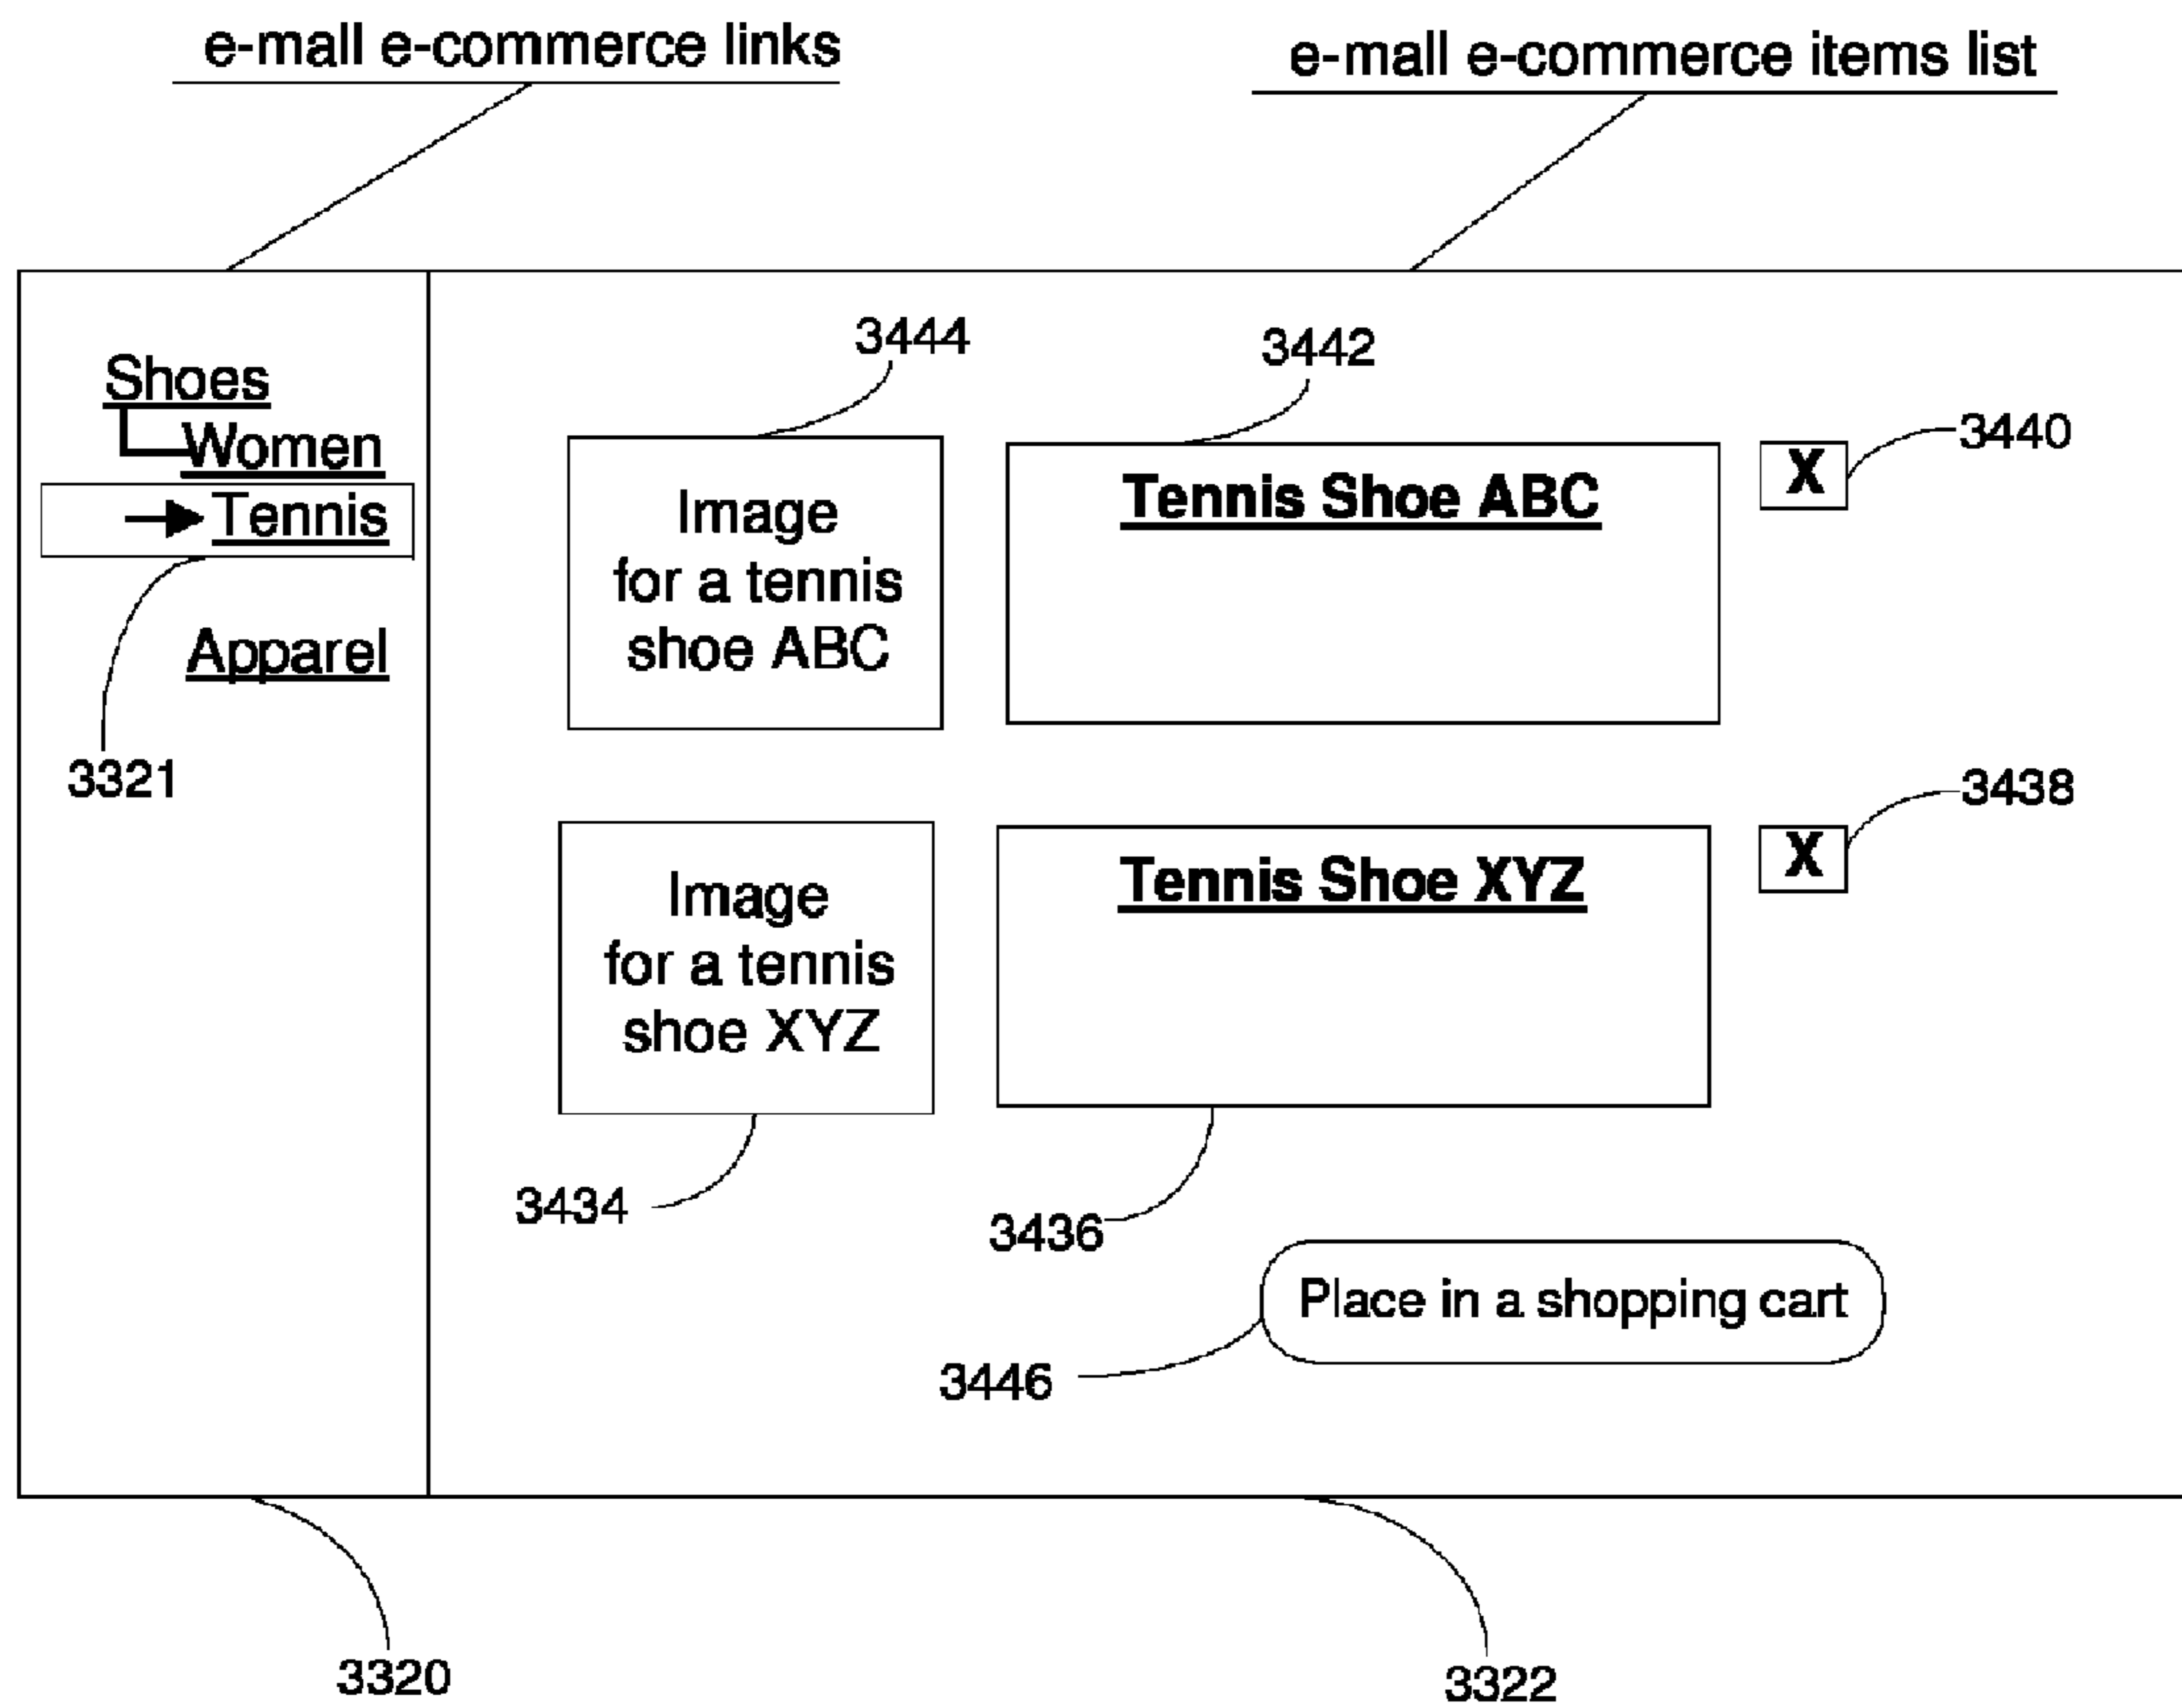 e-mall e-commerce links
e-mall e-commerce items list
Shoes
Women
Tennis
Apparel
3321
3444
3442
3440
Image
for a tennis
shoe ABC
Tennis Shoe ABC
X
3438
Image
for a tennis
shoe XYZ
Tennis Shoe XYZ
X
3434
3436
Place in a shopping cart
3446
3320
3322